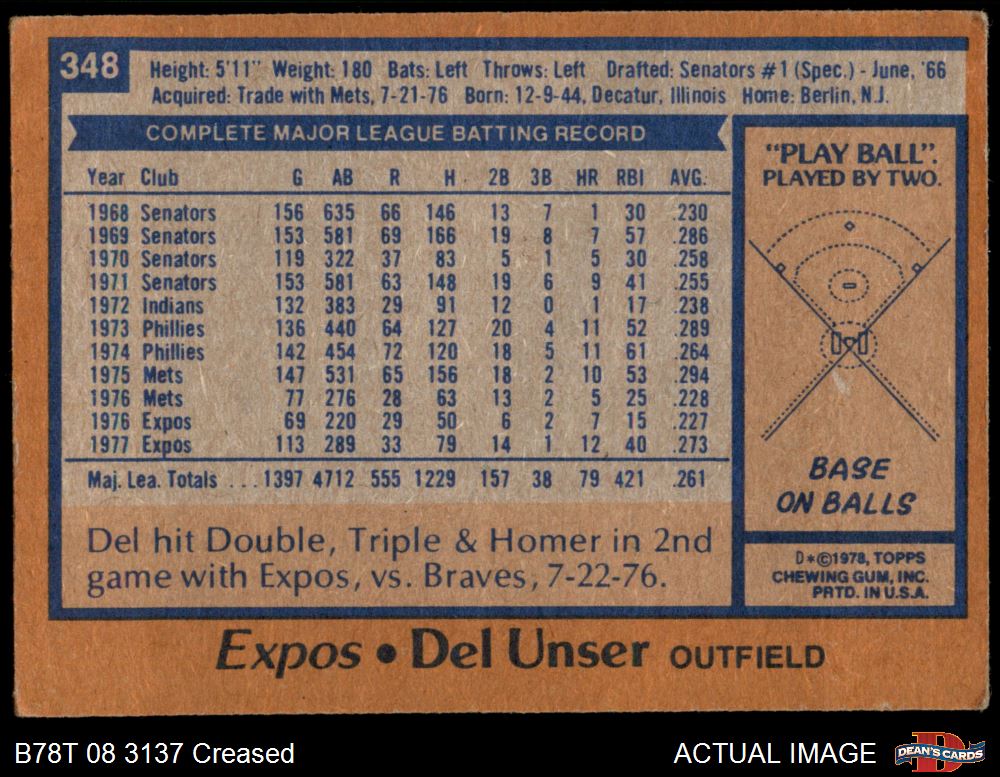 348
Height: 5'11" Weight: 180 Bats: Left Throws: Left Drafted: Senators #1 (Spec.) - June, '66
Acquired: Trade with Mets, 7-21-76 Born: 12-9-44, Decatur, Illinois Home: Berlin, N.J.
COMPLETE MAJOR LEAGUE BATTING RECORD
Year Club G AB R H 2B 3B HR RBI AVG.
1968 Senators 156 635 66 146 13 7 1 30 .230
1969 Senators 153 581 69 166 19 8 7 57 .286
1970 Senators 119 322 37 83 5 1 5 30 .258
1971 Senators 153 581 63 148 19 6 9 41 .255
1972 Indians 132 383 29 91 12 0 1 17 .238
1973 Phillies 136 440 64 127 20 4 11 52 .289
1974 Phillies 142 454 72 120 18 5 11 61 .264
1975 Mets 147 531 65 156 18 2 10 53 .294
1976 Mets 77 276 28 63 13 2 5 25 .228
1976 Expos 69 220 29 50 6 2 7 15 .227
1977 Expos 113 289 33 79 14 1 12 40 .273
Maj. Lea. Totals ... 1397 4712 555 1229 157 38 79 421 .261
Del hit Double, Triple & Homer in 2nd
game with Expos, vs. Braves, 7-22-76.
"PLAY BALL".
PLAYED BY TWO.
BASE
ON BALLS
D*©1978, TOPPS
CHEWING GUM, INC.
PRTD. IN U.S.A.
Expos • Del Unser OUTFIELD
B78T 08 3137 Creased
ACTUAL IMAGE
DEAN'S CARDS